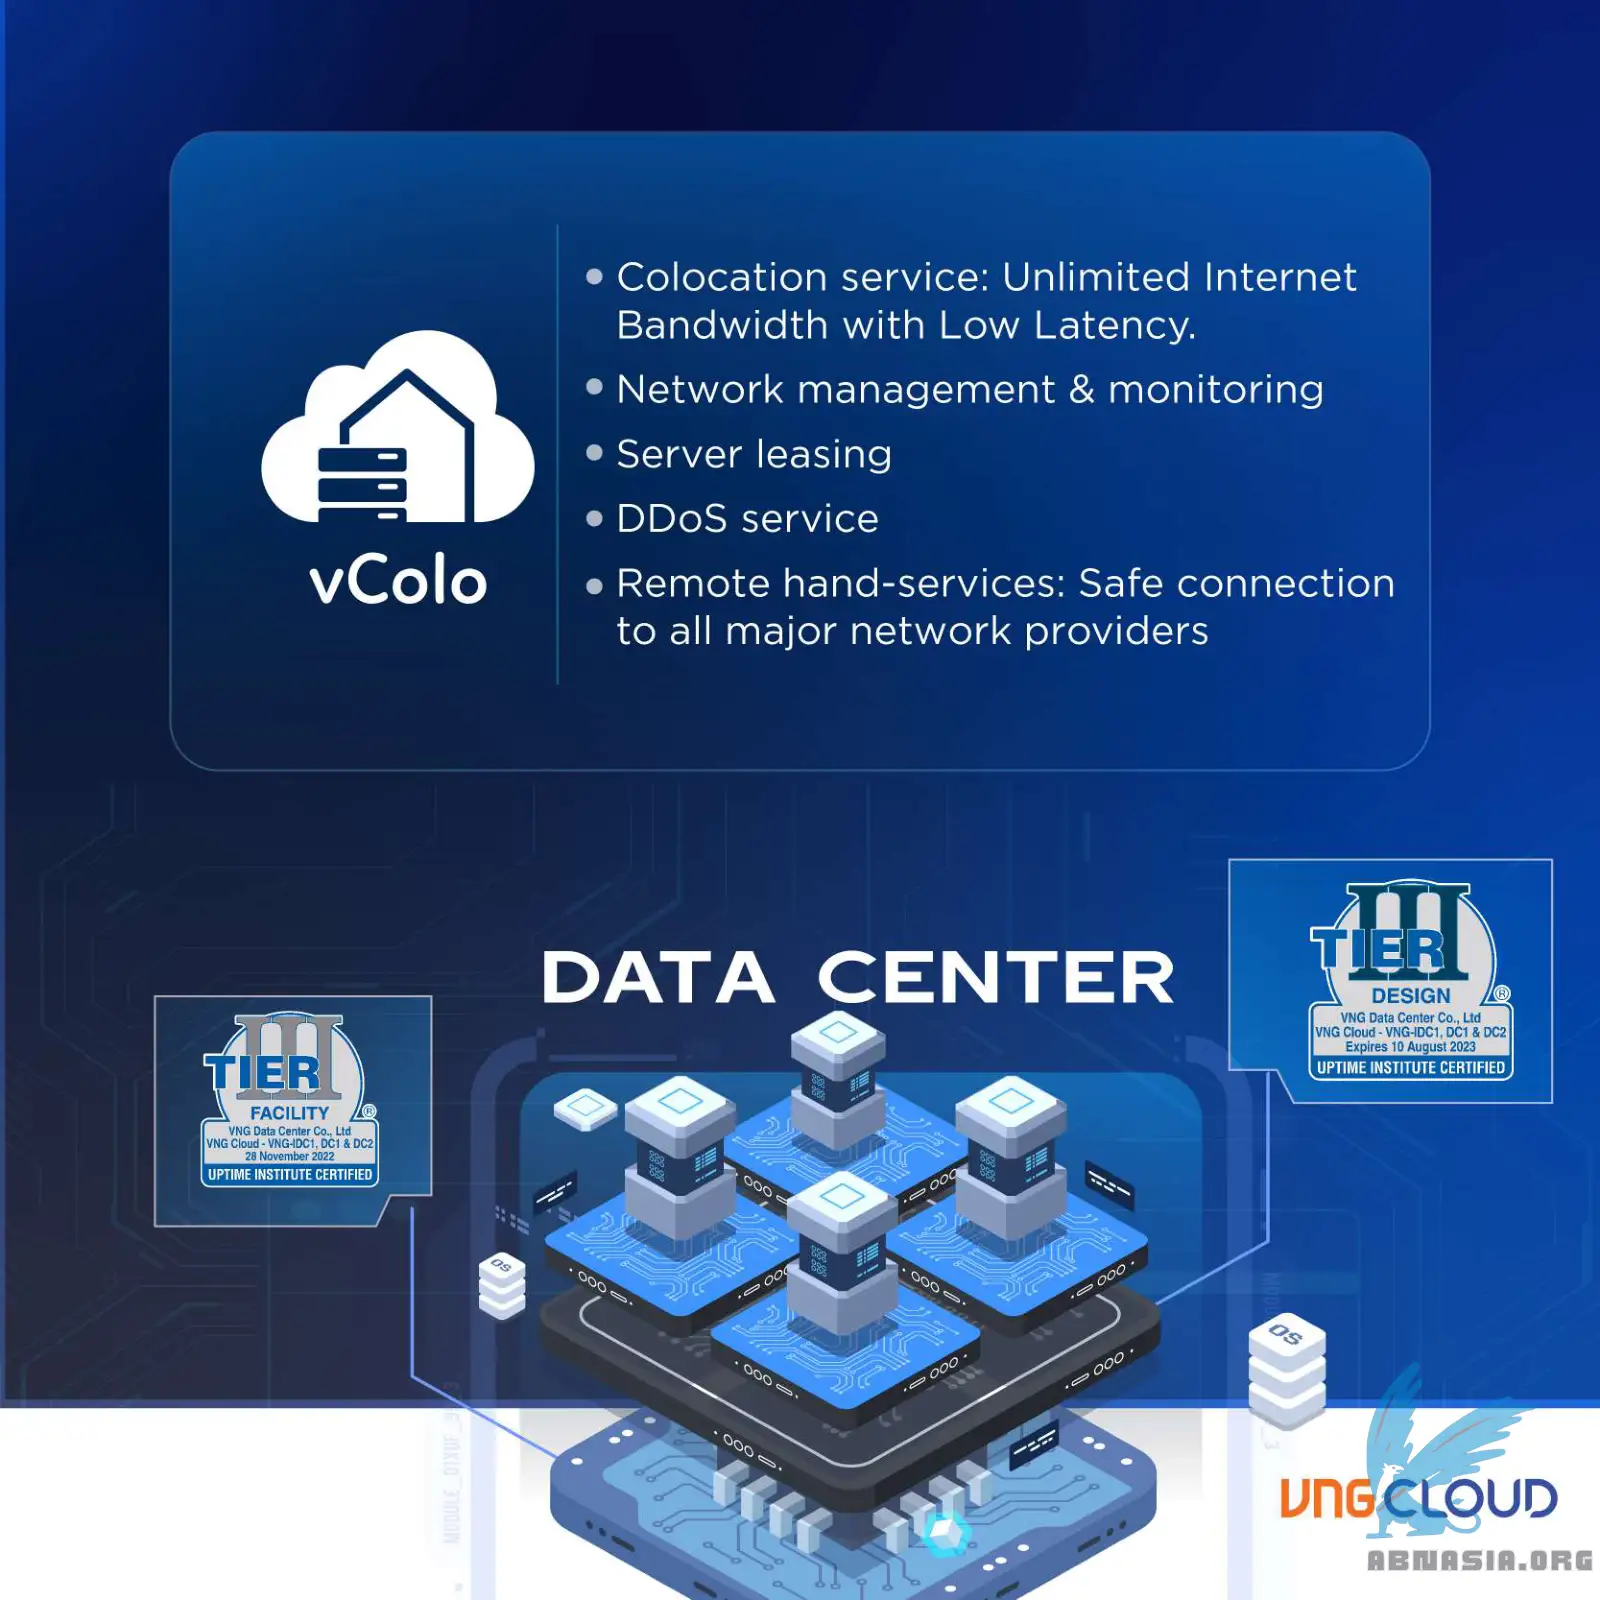 Colocation service: Unlimited Internet
Bandwidth with Low Latency.
Network management & monitoring
Server leasing
DDoS service
Remote hand-services: Safe connection
to all major network providers
vColo
DATA CENTER
III
TIER
DESIGN
®
VNG Data Center Co., Ltd
VNG Cloud - VNG-IDC1, DC1 & DC2
Expires 10 August 2023
UPTIME INSTITUTE CERTIFIED
III
TIER
FACILITY
®
VNG Data Center Co., Ltd
VNG Cloud - VNG-IDC1, DC1 & DC2
28 November 2022
UPTIME INSTITUTE CERTIFIED
OS
OS
VNG CLOUD
ABNASIA.ORG